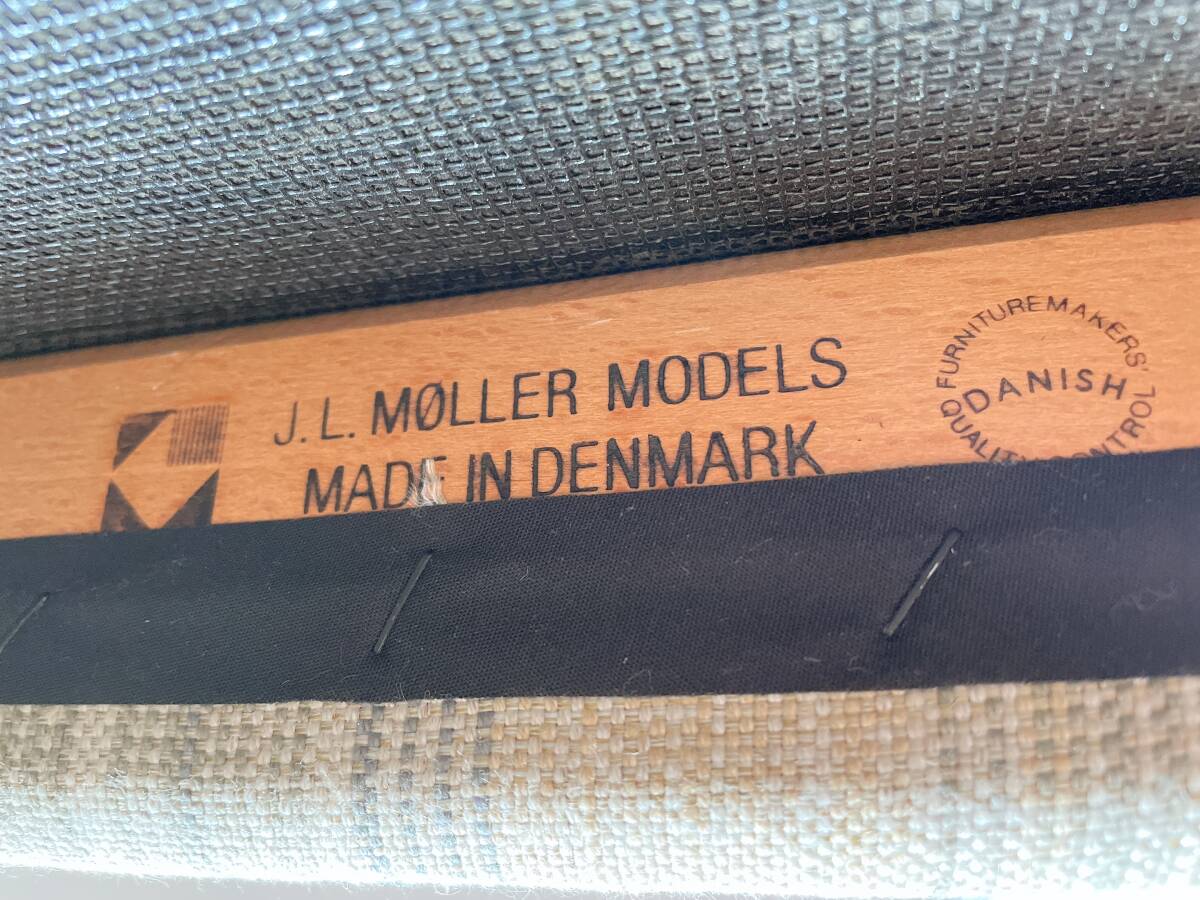 J.L. MØLLER MODELS
MADE IN DENMARK
FURNITUREMAKERS'
DANISH
QUALITY CONTROL